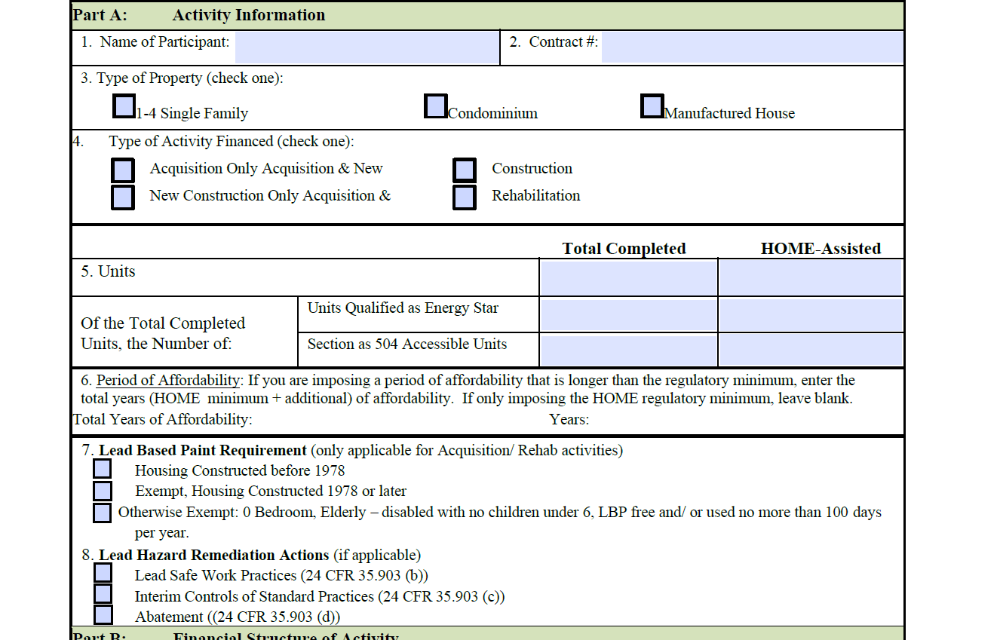 Part A: Activity Information
1. Name of Participant: 2. Contract #:
3. Type of Property (check one):
1-4 Single Family Condominium Manufactured House
4. Type of Activity Financed (check one):
Acquisition Only Acquisition & New Construction
New Construction Only Acquisition & Rehabilitation
Total Completed HOME-Assisted
5. Units
Of the Total Completed
Units, the Number of:
Units Qualified as Energy Star
Section as 504 Accessible Units
6. Period of Affordability: If you are imposing a period of affordability that is longer than the regulatory minimum, enter the
total years (HOME minimum + additional) of affordability. If only imposing the HOME regulatory minimum, leave blank.
Total Years of Affordability: Years:
7. Lead Based Paint Requirement (only applicable for Acquisition/ Rehab activities)
Housing Constructed before 1978
Exempt, Housing Constructed 1978 or later
Otherwise Exempt: 0 Bedroom, Elderly – disabled with no children under 6, LBP free and/ or used no more than 100 days
per year.
8. Lead Hazard Remediation Actions (if applicable)
Lead Safe Work Practices (24 CFR 35.903 (b))
Interim Controls of Standard Practices (24 CFR 35.903 (c))
Abatement ((24 CFR 35.903 (d))
Part B: Financial Structure of Activity